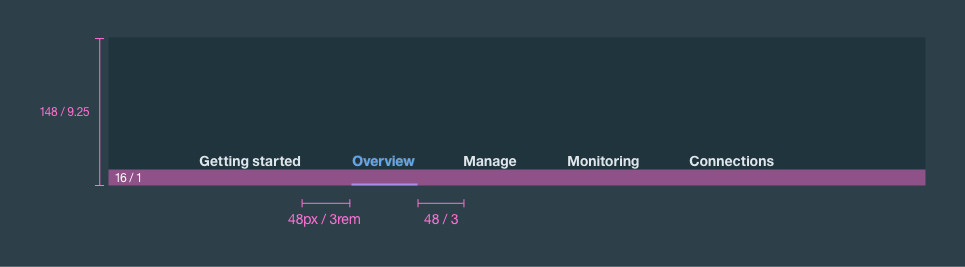 148 / 9.25
Getting started Overview Manage Monitoring Connections
16 / 1
48px / 3rem 48 / 3